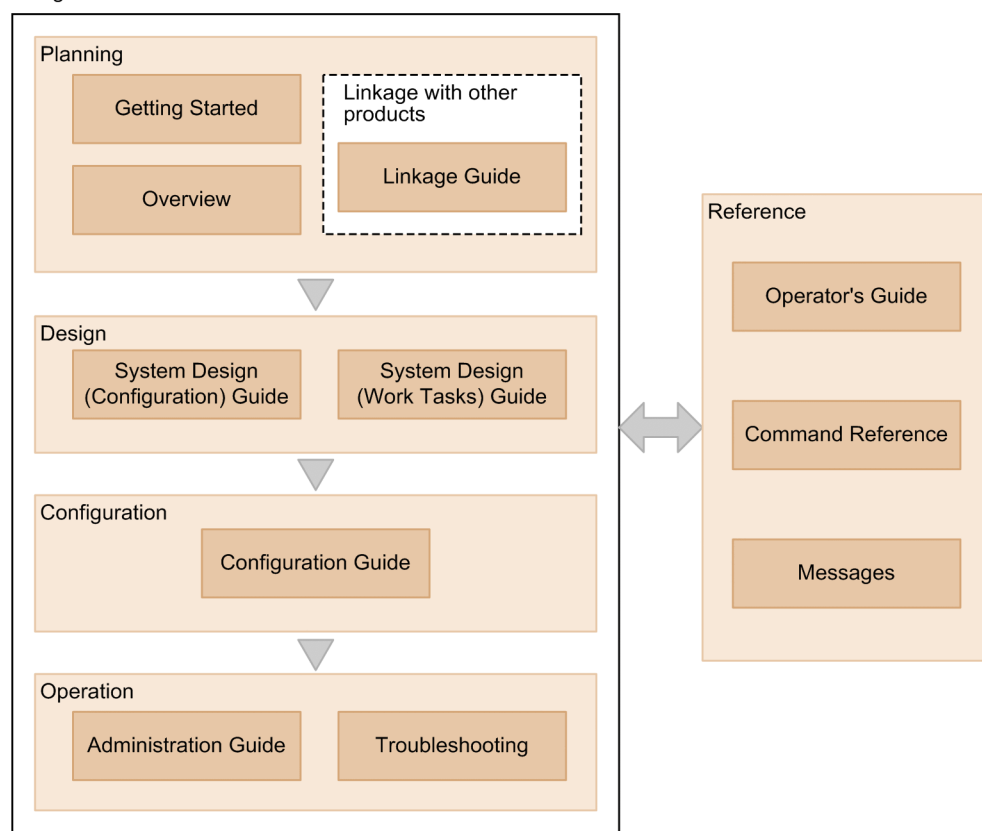 Planning
Getting Started
Overview
Linkage with other
products
Linkage Guide
Design
System Design
(Configuration) Guide
System Design
(Work Tasks) Guide
Configuration
Configuration Guide
Operation
Administration Guide
Troubleshooting
Reference
Operator's Guide
Command Reference
Messages